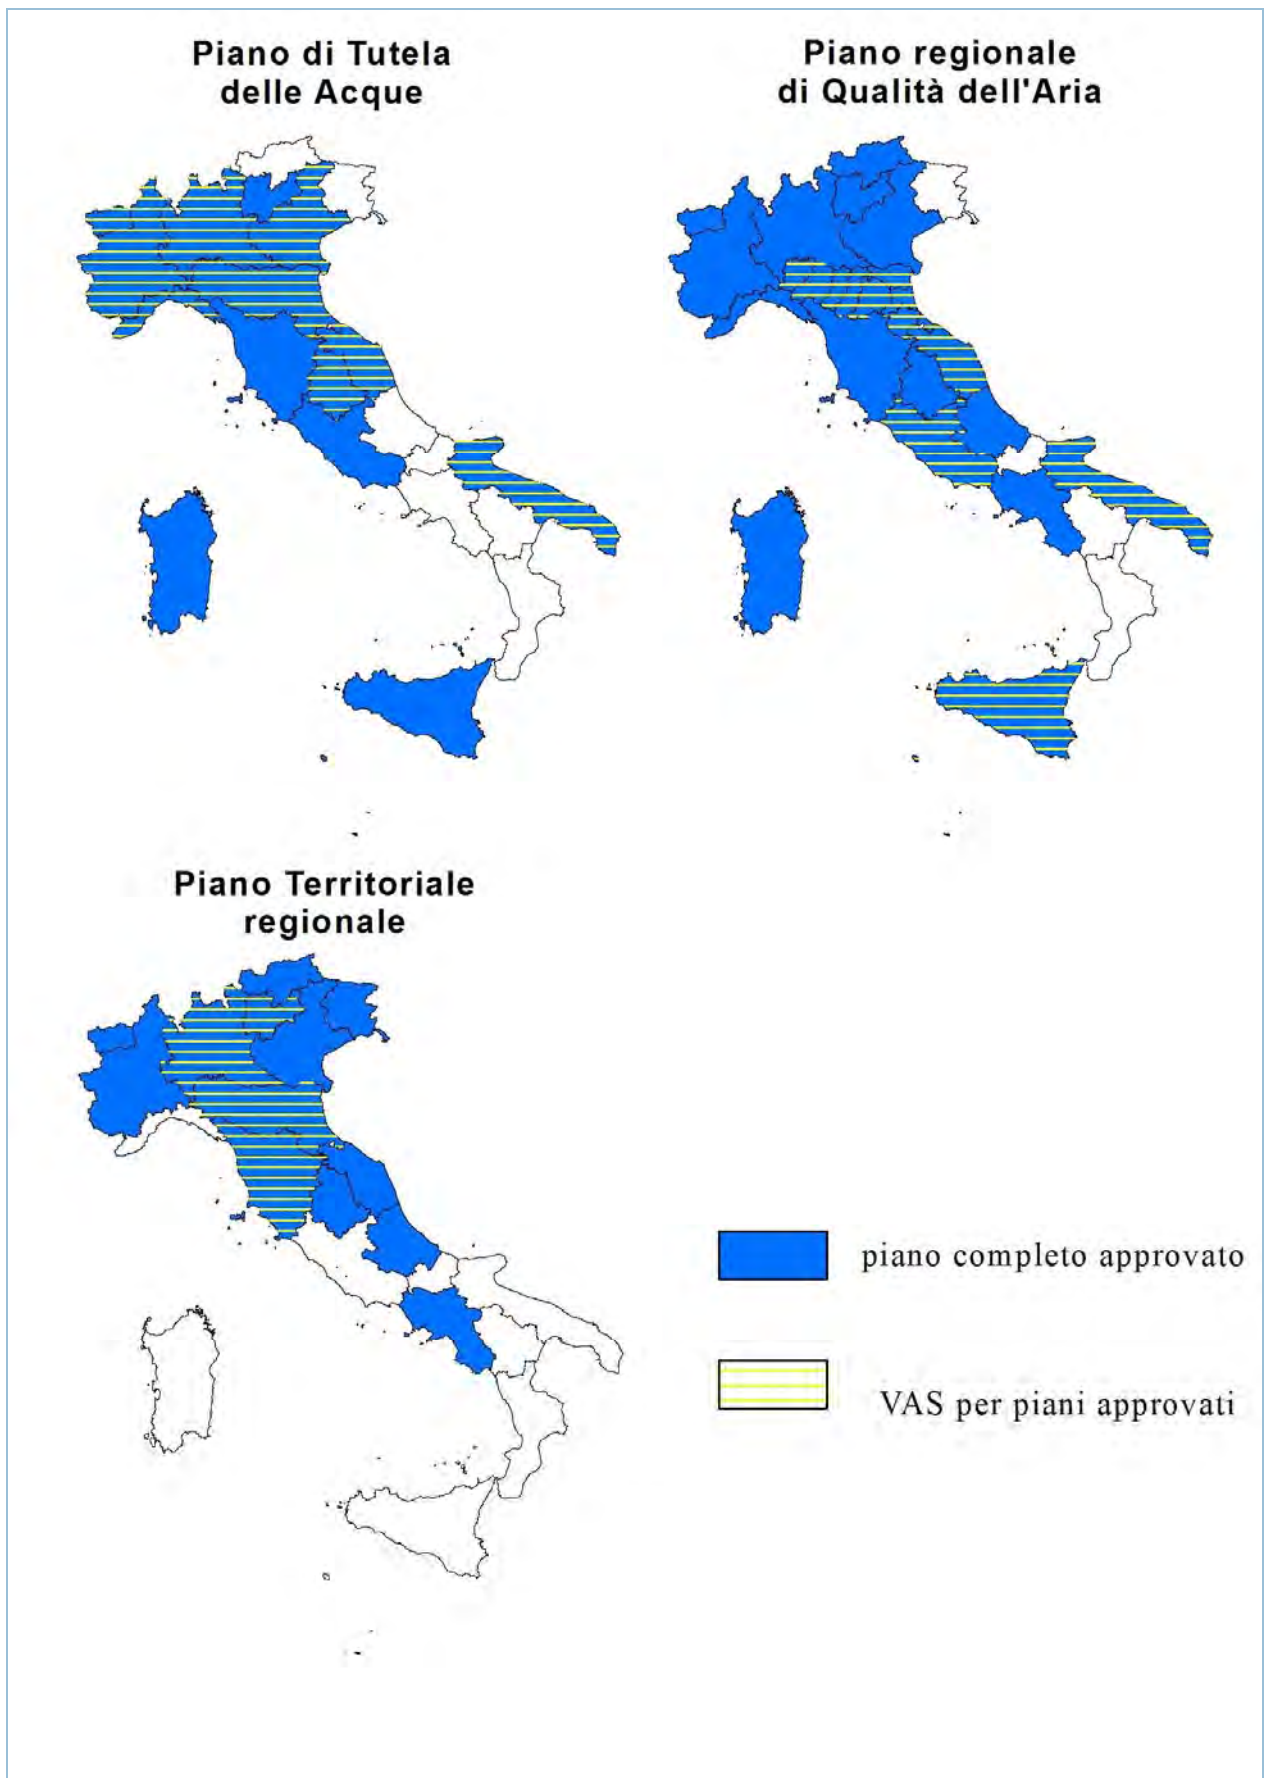 Piano di Tutela
delle Acque
Piano regionale
di Qualità dell'Aria
Piano Territoriale
regionale
piano completo approvato
VAS per piani approvati